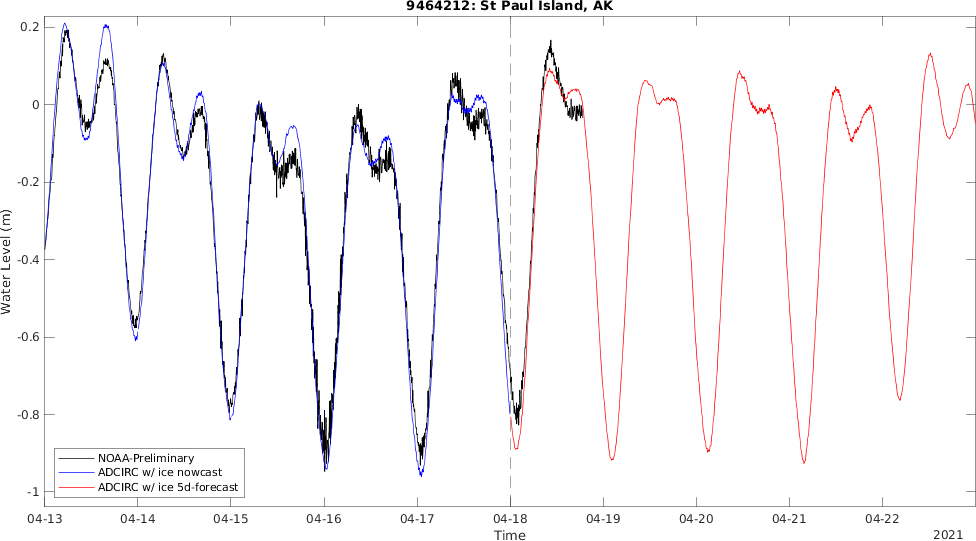 9464212: St Paul Island, AK
0.2
0
-0.2
-0.4
-0.6
-0.8
-1
Water Level (m)
NOAA-Preliminary
ADCIRC w/ ice nowcast
ADCIRC w/ ice 5d-forecast
04-13 04-14 04-15 04-16 04-17 04-18 04-19 04-20 04-21 04-22
Time
2021